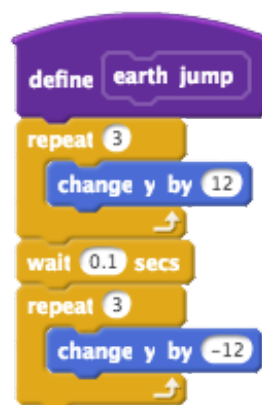 define earth jump
repeat 3
change y by 12
wait 0.1 secs
repeat 3
change y by -12